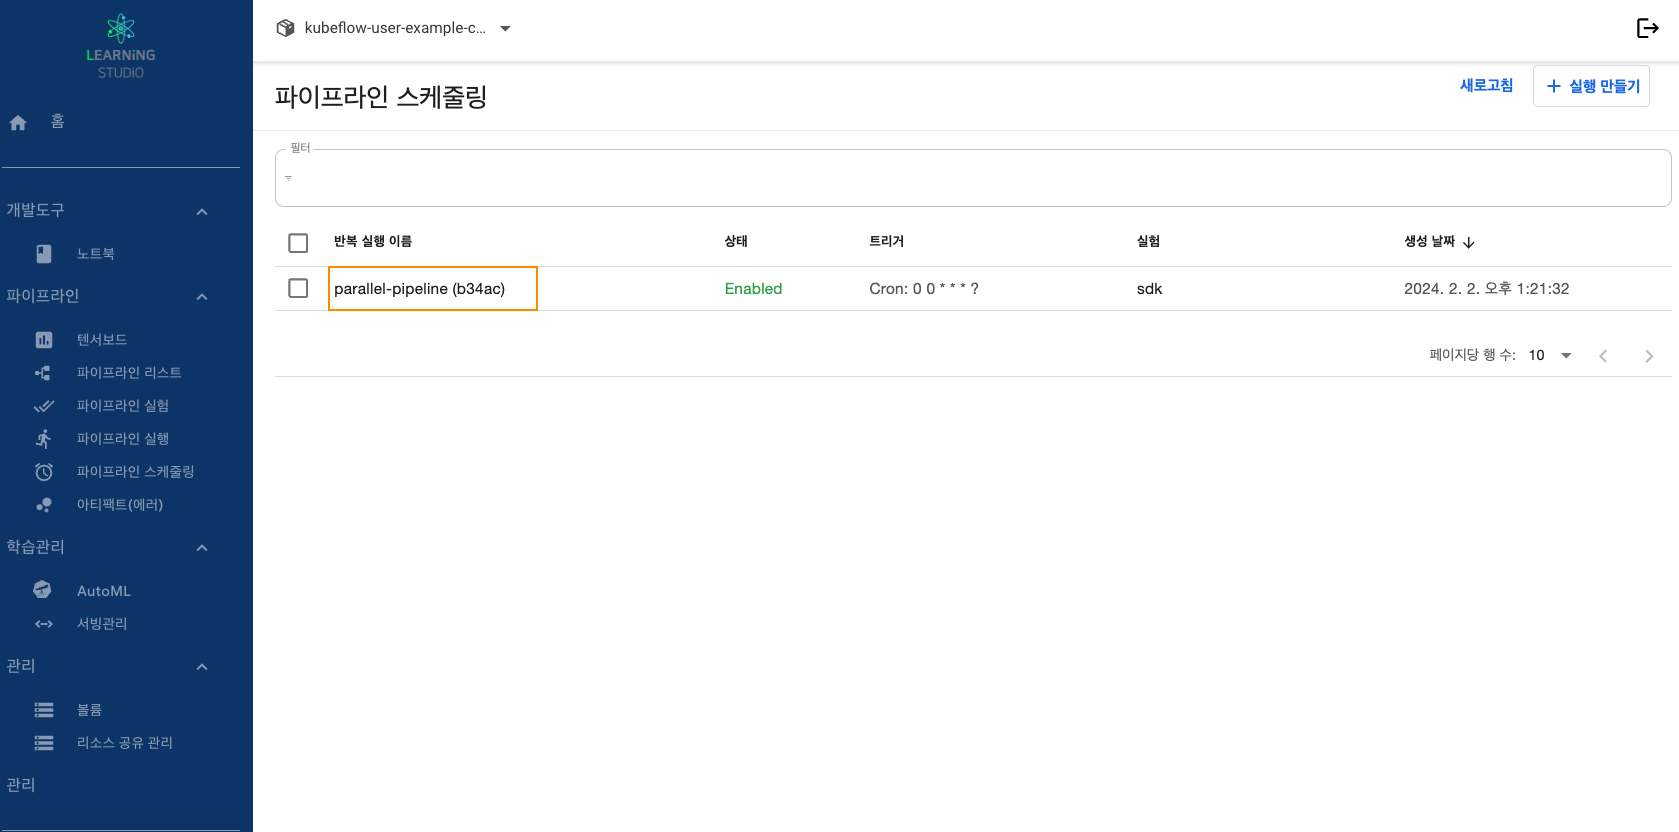 LEARNiNG
STUDiO
홈
개발도구
노트북
파이프라인
텐서보드
파이프라인 리스트
파이프라인 실험
파이프라인 실행
파이프라인 스케줄링
아티팩트(에러)
학습관리
AutoML
서빙관리
관리
볼륨
리소스 공유 관리
관리
kubeflow-user-example-c...
파이프라인 스케줄링
새로고침
+ 실행 만들기
필터
반복 실행 이름 상태 트리거 실험 생성 날짜
parallel-pipeline (b34ac) Enabled Cron: 0 0 * * * ? sdk 2024. 2. 2. 오후 1:21:32
페이지당 행 수: 10